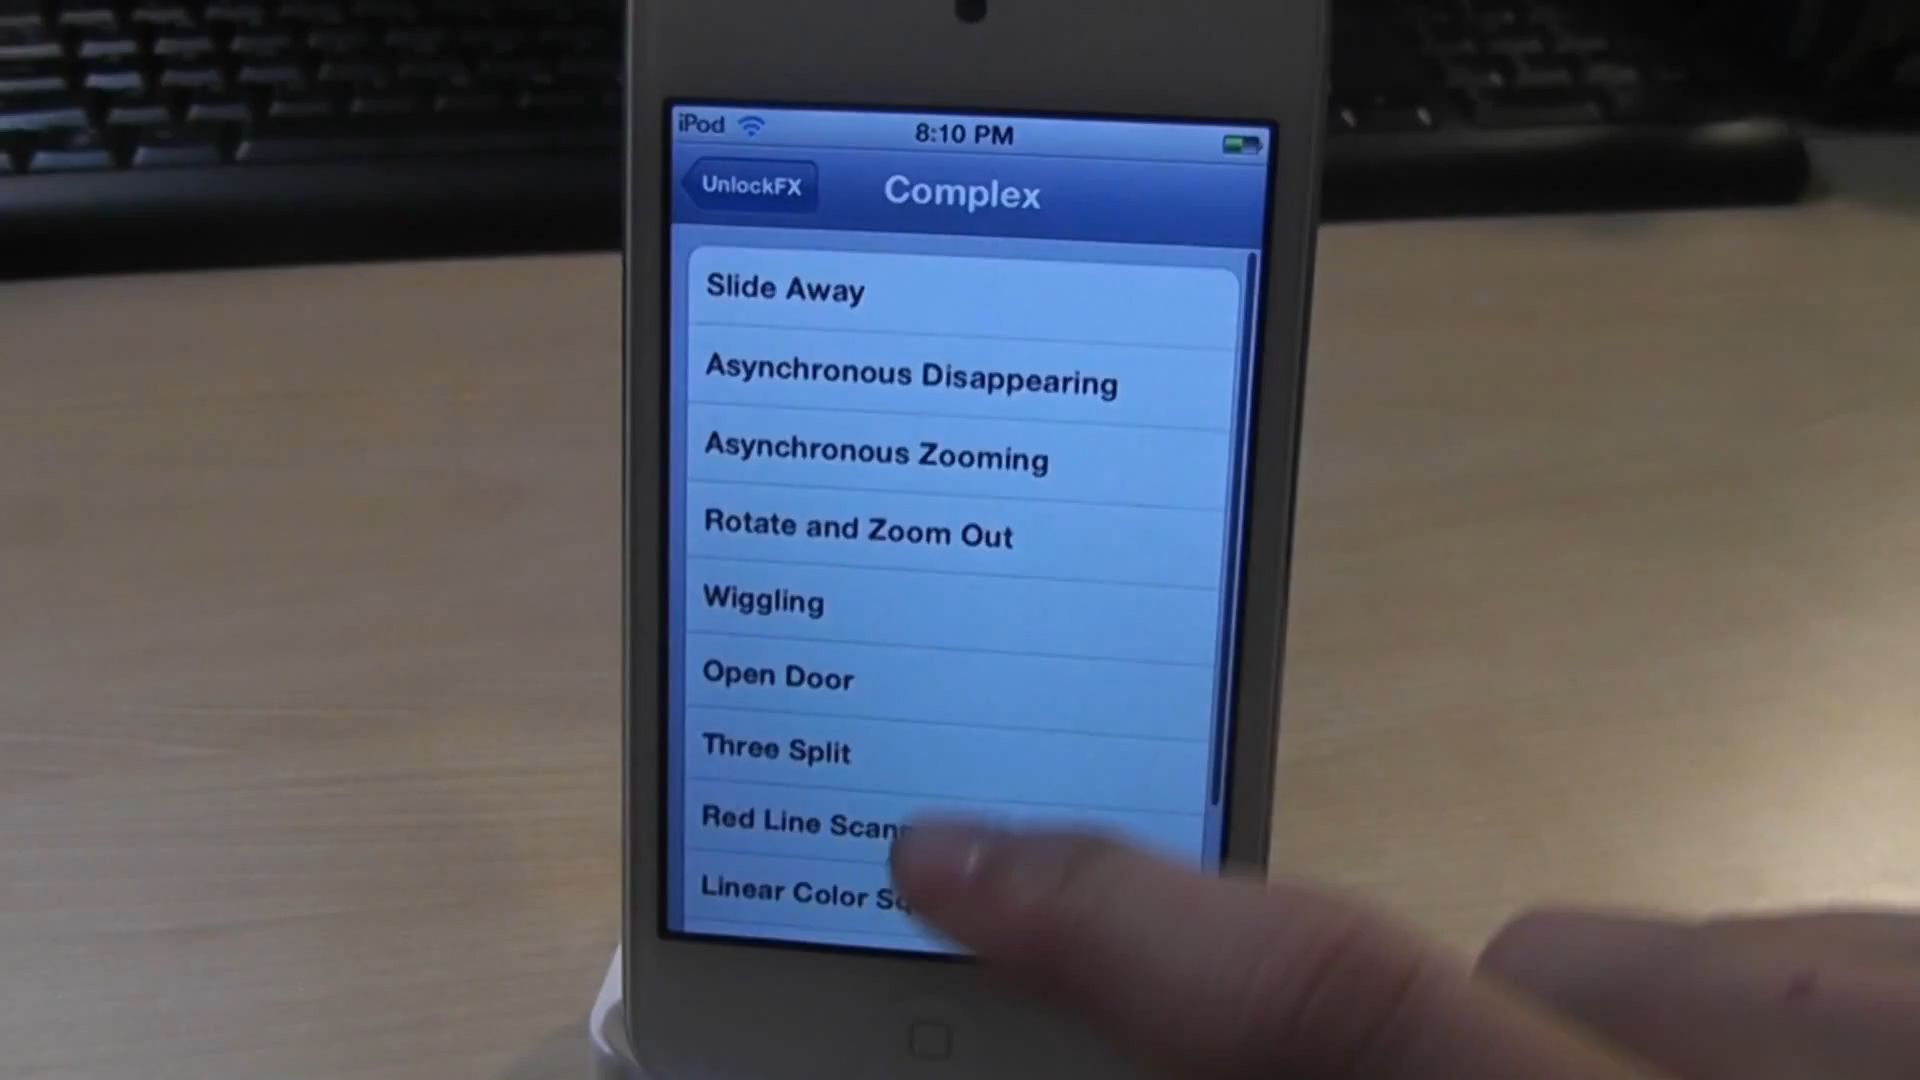 iPod 8:10 PM
UnlockFX Complex
Slide Away
Asynchronous Disappearing
Asynchronous Zooming
Rotate and Zoom Out
Wiggling
Open Door
Three Split
Red Line
Linear Color